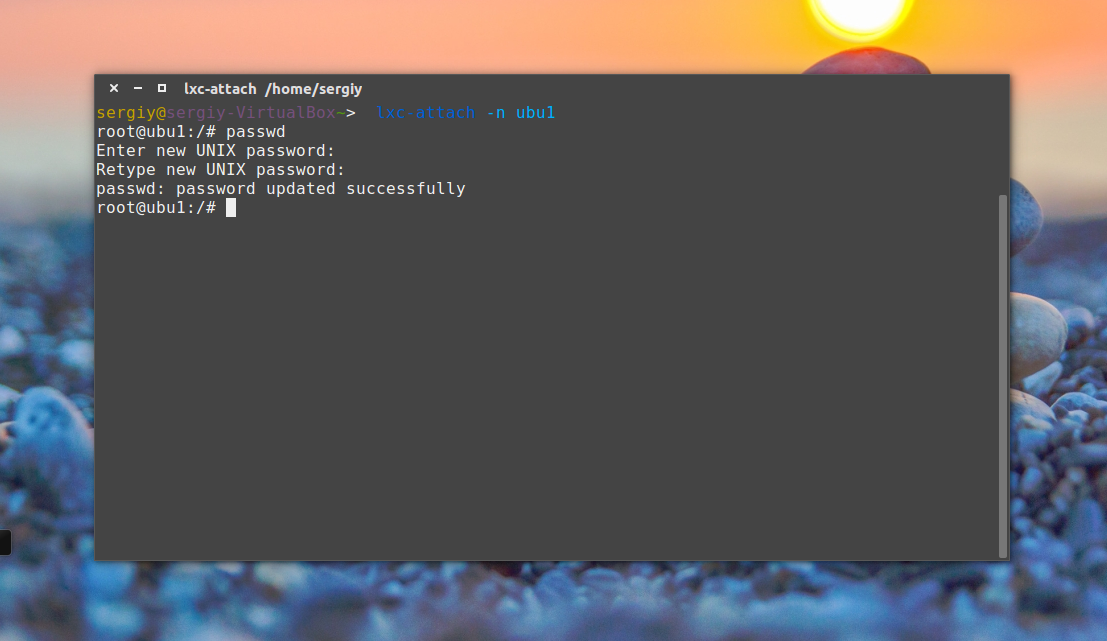 lxc-attach /home/sergiy
sergiy@sergiy-VirtualBox~> lxc-attach -n ubu1
root@ubu1:/# passwd
Enter new UNIX password:
Retype new UNIX password:
passwd: password updated successfully
root@ubu1:/#